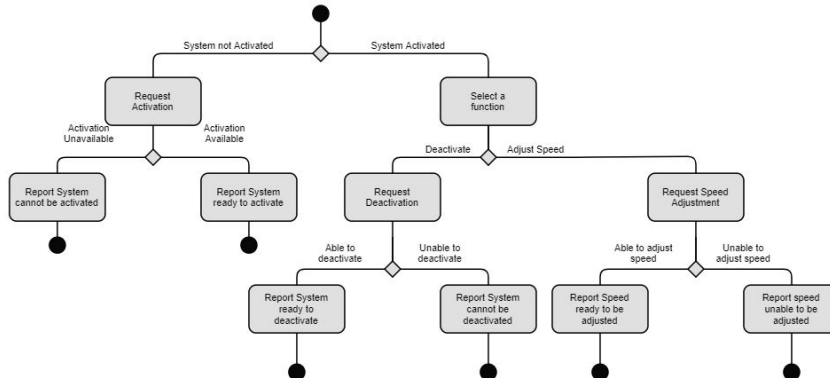 System not Activated
System Activated
Request
Activation
Select a
function
Activation
Unavailable
Activation
Available
Deactivate
Adjust Speed
Report System
cannot be activated
Report System
ready to activate
Request
Deactivation
Request Speed
Adjustment
Able to
deactivate
Unable to
deactivate
Able to adjust
speed
Unable to
adjust speed
Report System
ready to
deactivate
Report System
cannot be
deactivated
Report Speed
ready to be
adjusted
Report speed
unable to be
adjusted